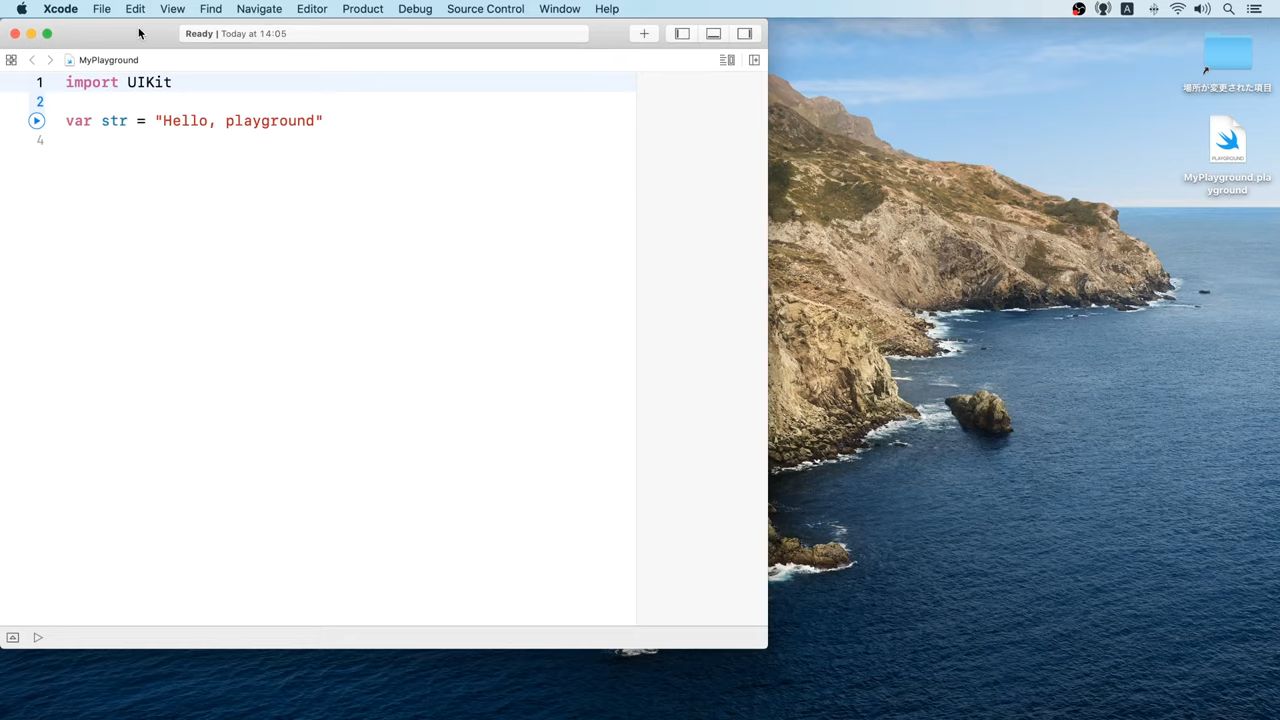 Xcode File Edit View Find Navigate Editor Product Debug Source Control Window Help
A
Ready | Today at 14:05
MyPlayground
1 import UIKit
2
var str = "Hello, playground"
4
場所が変更された項目
PLAYGROUND
MyPlayground.pla
yground